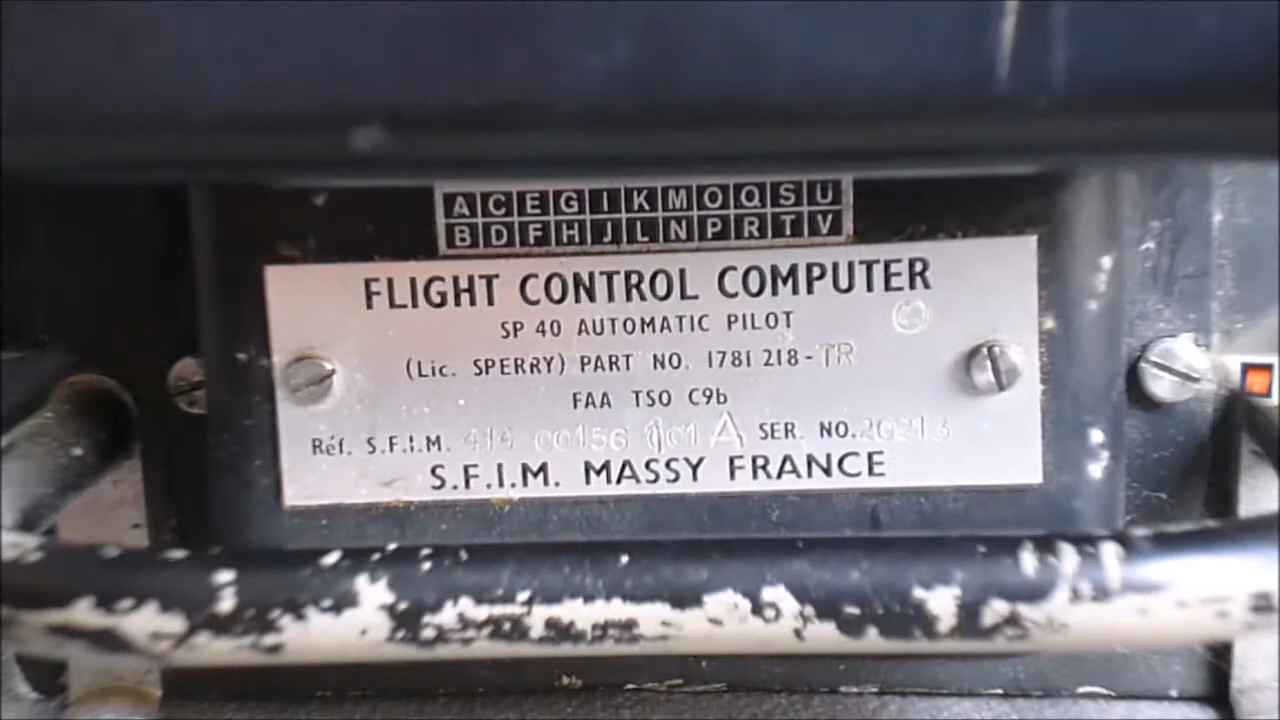 A C E G I K M O Q S U
B D F H J L N P R T V
FLIGHT CONTROL COMPUTER
SP 40 AUTOMATIC PILOT
(Lic. SPERRY) PART NO. 1781 218-TR
FAA TSO C9b
Réf. S.F.I.M. 414 00156 101 A SER. NO. 20213
S.F.I.M. MASSY FRANCE